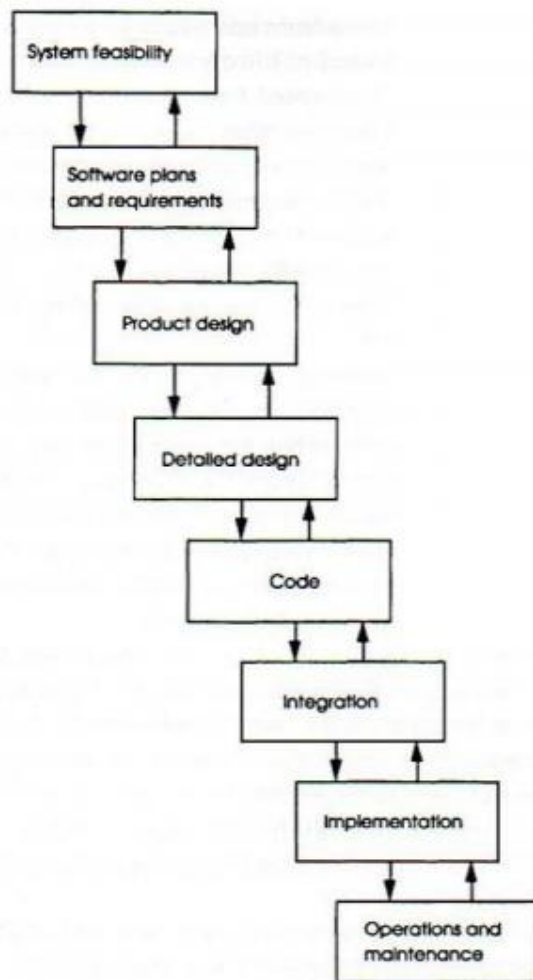 System feasibility
Software plans
and requirements
Product design
Detailed design
Code
Integration
Implementation
Operations and
maintenance